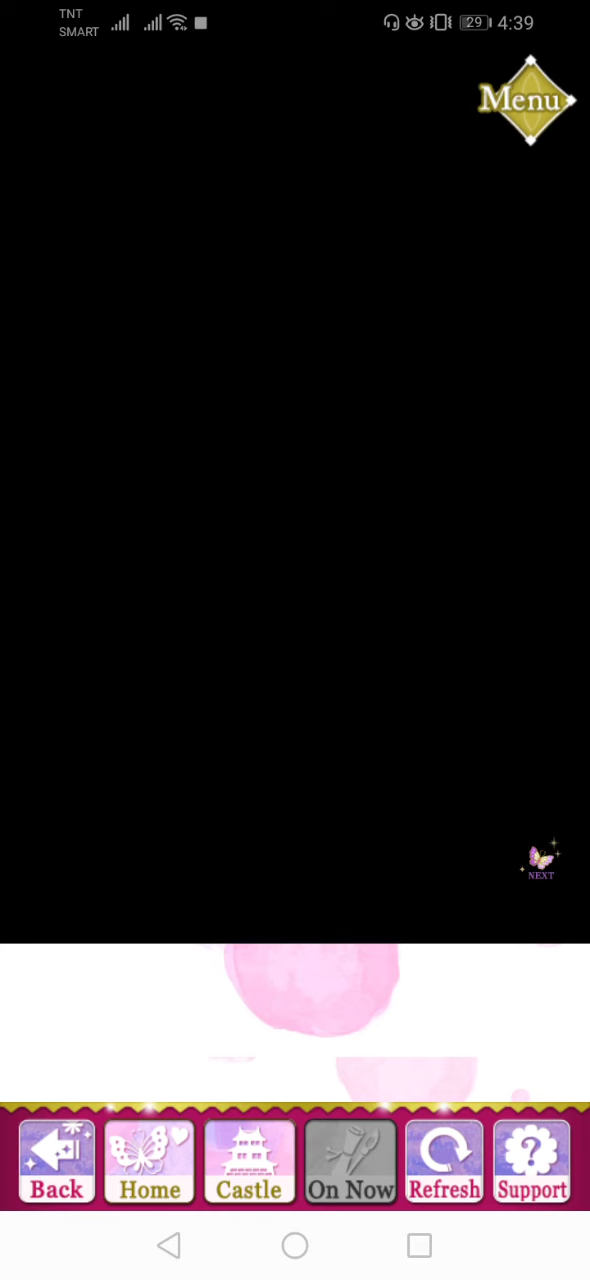 TNT
SMART
29 4:39
Menu
NEXT
Back Home Castle On Now Refresh Support